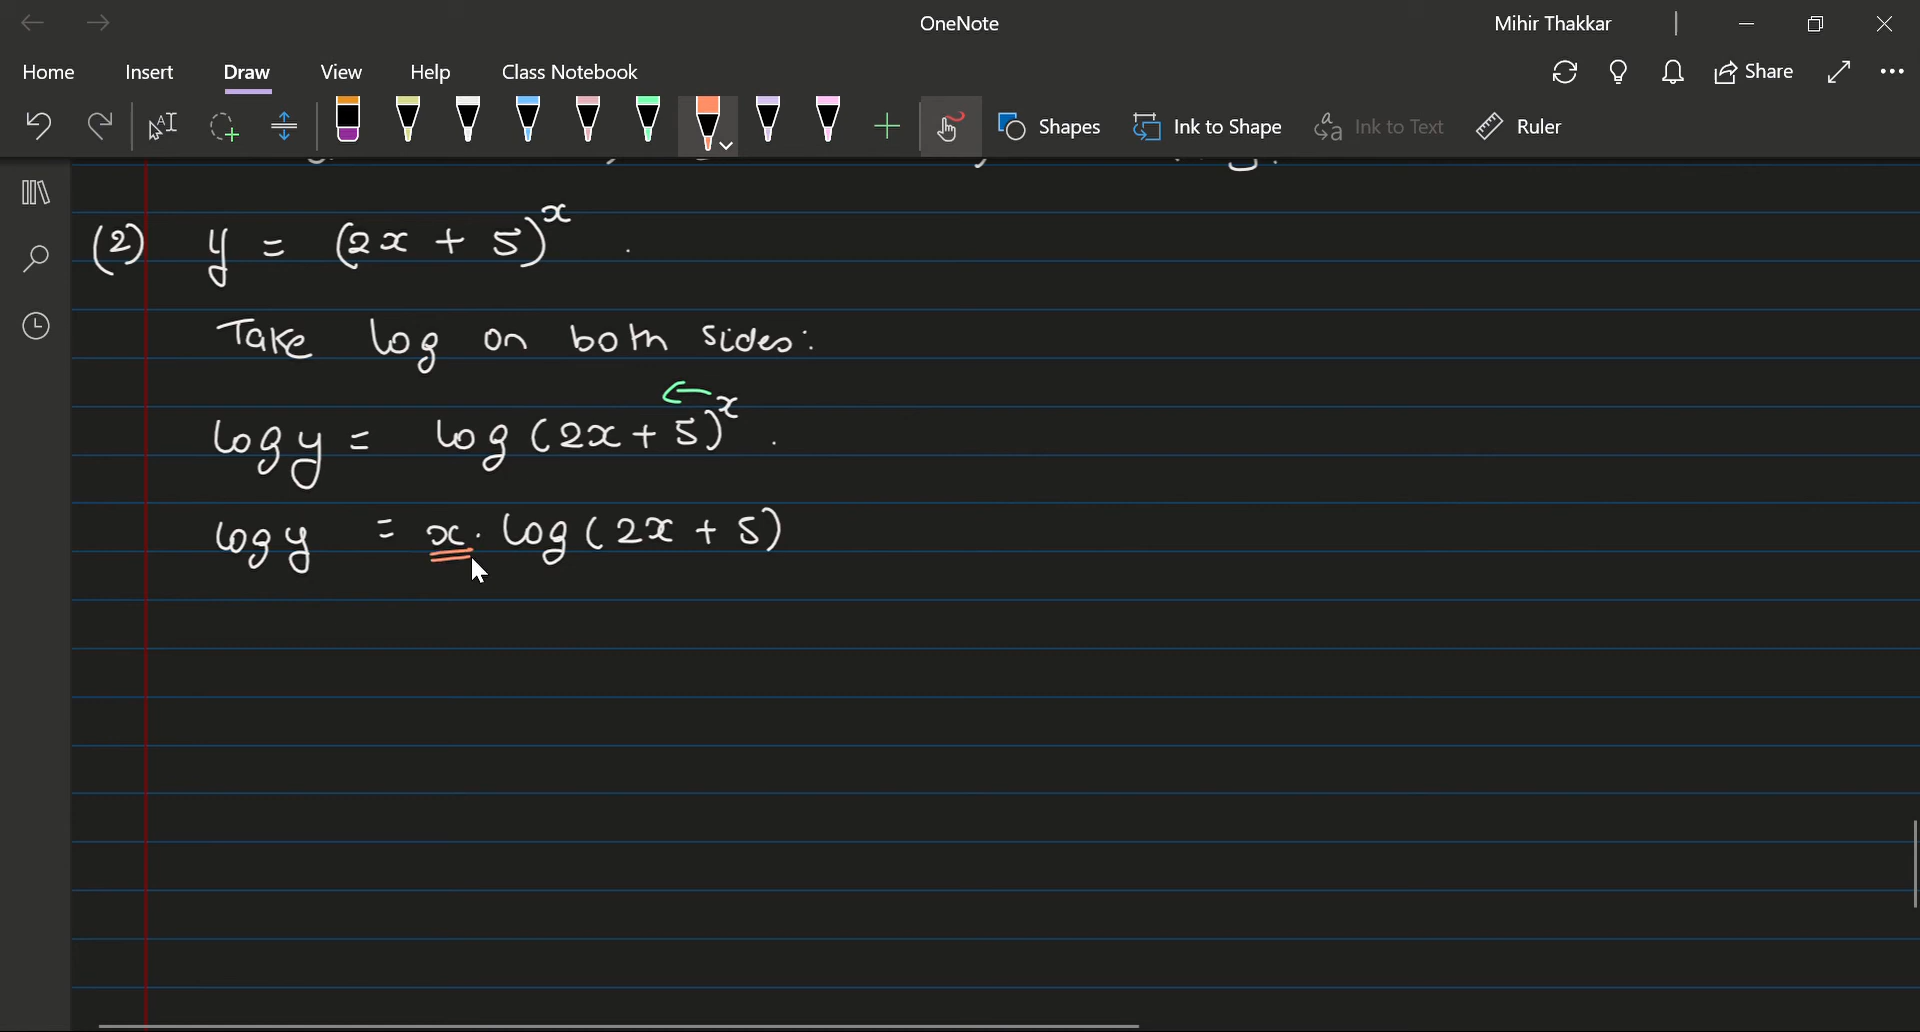 OneNote
Mihir Thakkar
Home Insert Draw View Help Class Notebook
Share
Shapes Ink to Shape Ink to Text Ruler
(2) y = (2x + 5)^x .
Take log on both sides:
log y = log (2x + 5)^x .
log y = x . log (2x + 5)